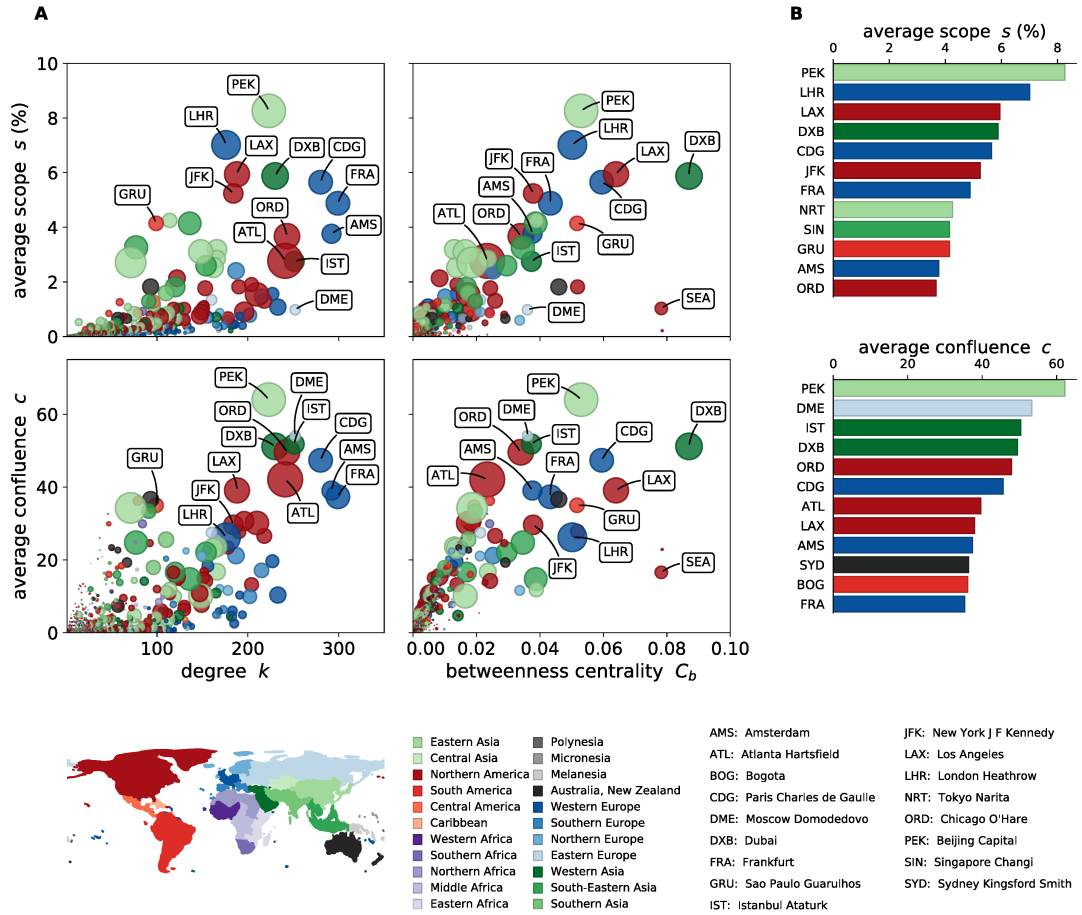 A
B
average scope s (%)
0 2 4 6 8
PEK
LHR
LAX
DXB
CDG
JFK
FRA
NRT
SIN
GRU
AMS
ORD
average confluence c
0 20 40 60
PEK
DME
IST
DXB
ORD
CDG
ATL
LAX
AMS
SYD
BOG
FRA
average scope s (%)
10
8
6
4
2
0
PEK
LHR
LAX
DXB
CDG
JFK
FRA
GRU
ORD
ATL
AMS
IST
DME
PEK
LHR
DXB
JFK
FRA
LAX
AMS
ATL
ORD
CDG
GRU
IST
DME
SEA
average confluence c
60
40
20
0
PEK
DME
ORD
IST
DXB
CDG
AMS
GRU
LAX
FRA
JFK
ATL
LHR
PEK
DME
ORD
DXB
IST
CDG
AMS
FRA
ATL
LAX
GRU
LHR
JFK
SEA
100 200 300
degree k
0.00 0.02 0.04 0.06 0.08 0.10
betweenness centrality C_b
Eastern Asia
Central Asia
Northern America
South America
Central America
Caribbean
Western Africa
Southern Africa
Northern Africa
Middle Africa
Eastern Africa
Polynesia
Micronesia
Melanesia
Australia, New Zealand
Western Europe
Southern Europe
Northern Europe
Eastern Europe
Western Asia
South-Eastern Asia
Southern Asia
AMS: Amsterdam
ATL: Atlanta Hartsfield
BOG: Bogota
CDG: Paris Charles de Gaulle
DME: Moscow Domodedovo
DXB: Dubai
FRA: Frankfurt
GRU: Sao Paulo Guarulhos
IST: Istanbul Ataturk
JFK: New York J F Kennedy
LAX: Los Angeles
LHR: London Heathrow
NRT: Tokyo Narita
ORD: Chicago O'Hare
PEK: Beijing Capital
SIN: Singapore Changi
SYD: Sydney Kingsford Smith